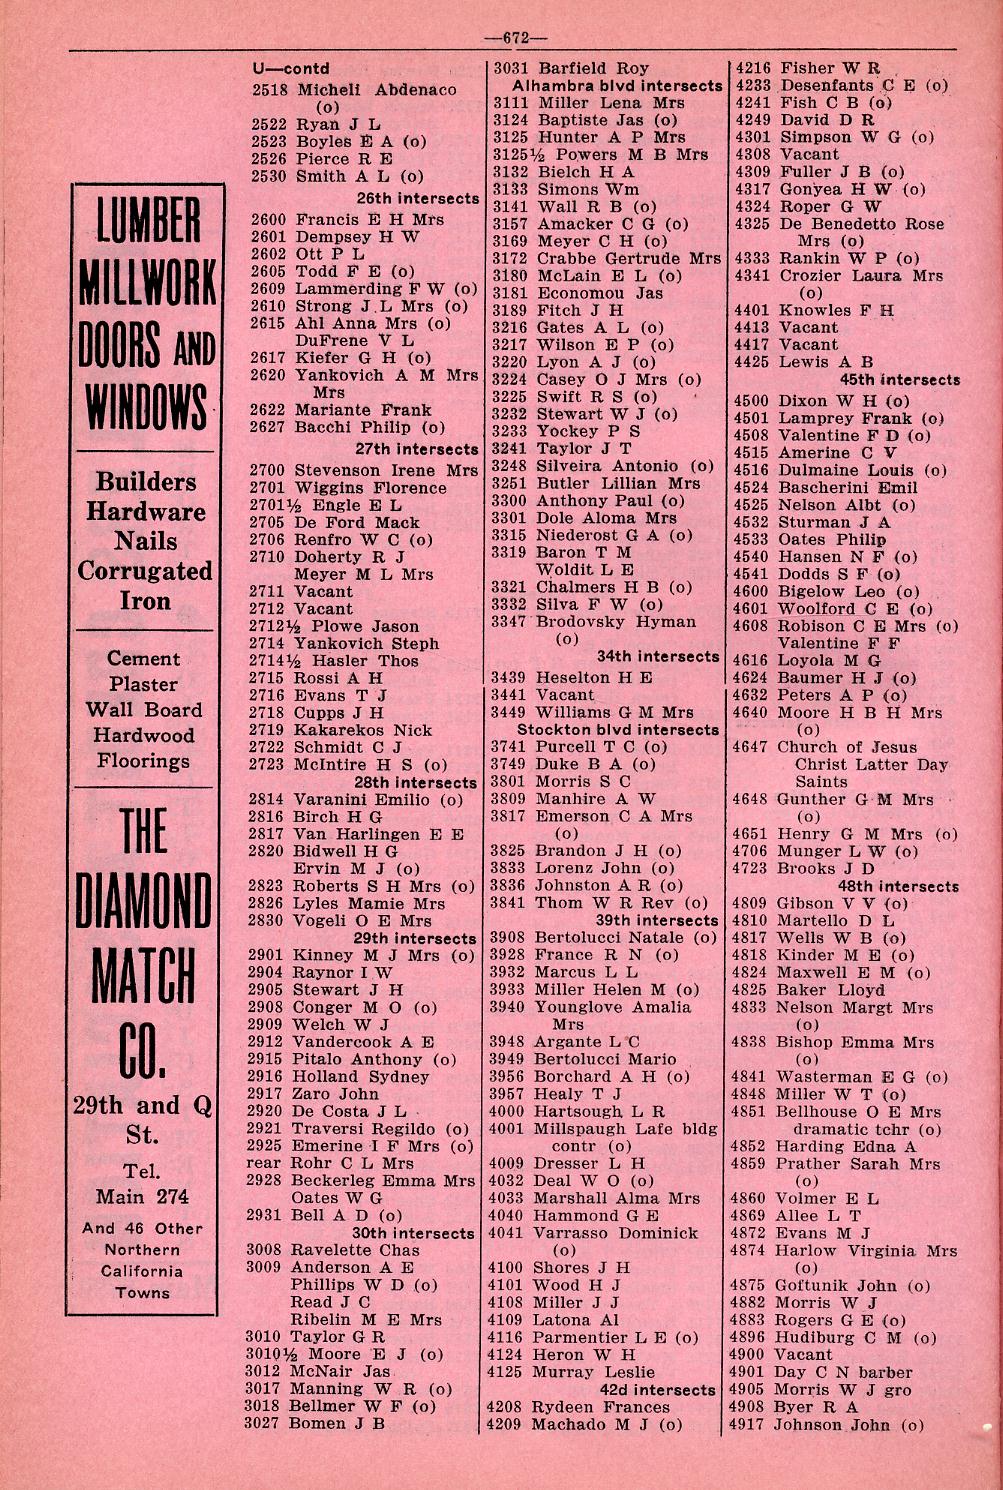 —672—
LUMBER
MILLWORK
DOORS AND
WINDOWS
Builders
Hardware
Nails
Corrugated
Iron
Cement
Plaster
Wall Board
Hardwood
Floorings
THE
DIAMOND
MATCH
CO.
29th and Q
St.
Tel.
Main 274
And 46 Other
Northern
California
Towns
U—contd
2518 Micheli Abdenaco
(o)
2522 Ryan J L
2523 Boyles E A (o)
2526 Pierce R E
2530 Smith A L (o)
26th intersects
2600 Francis E H Mrs
2601 Dempsey H W
2602 Ott P L
2605 Todd F E (o)
2609 Lammerding F W (o)
2610 Strong J L Mrs (o)
2615 Ahl Anna Mrs (o)
DuFrene V L
2617 Kiefer G H (o)
2620 Yankovich A M Mrs
Mrs
2622 Mariante Frank
2627 Bacchi Philip (o)
27th intersects
2700 Stevenson Irene Mrs
2701 Wiggins Florence
2701½ Engle E L
2705 De Ford Mack
2706 Renfro W C (o)
2710 Doherty R J
Meyer M L Mrs
2711 Vacant
2712 Vacant
2712½ Plowe Jason
2714 Yankovich Steph
2714½ Hasler Thos
2715 Rossi A H
2716 Evans T J
2718 Cupps J H
2719 Kakarekos Nick
2722 Schmidt C J
2723 McIntire H S (o)
28th intersects
2814 Varanini Emilio (o)
2816 Birch H G
2817 Van Harlingen E E
2820 Bidwell H G
Ervin M J (o)
2823 Roberts S H Mrs (o)
2826 Lyles Mamie Mrs
2830 Vogeli O E Mrs
29th intersects
2901 Kinney M J Mrs (o)
2904 Raynor I W
2905 Stewart J H
2908 Conger M O (o)
2909 Welch W J
2912 Vandercook A E
2915 Pitalo Anthony (o)
2916 Holland Sydney
2917 Zaro John
2920 De Costa J L
2921 Traversi Regildo (o)
2925 Emerine I F Mrs (o)
rear Rohr C L Mrs
2928 Beckerleg Emma Mrs
Oates W G
2931 Bell A D (o)
30th intersects
3008 Ravelette Chas
3009 Anderson A E
Phillips W D (o)
Read J C
Ribelin M E Mrs
3010 Taylor G R
3010½ Moore E J (o)
3012 McNair Jas
3017 Manning W R (o)
3018 Bellmer W F (o)
3027 Bomen J B
3031 Barfield Roy
Alhambra blvd intersects
3111 Miller Lena Mrs
3124 Baptiste Jas (o)
3125 Hunter A P Mrs
3125½ Powers M B Mrs
3132 Bielch H A
3133 Simons Wm
3141 Wall R B (o)
3157 Amacker C G (o)
3169 Meyer C H (o)
3172 Crabbe Gertrude Mrs
3180 McLain E L (o)
3181 Economou Jas
3189 Fitch J H
3216 Gates A L (o)
3217 Wilson E P (o)
3220 Lyon A J (o)
3224 Casey O J Mrs (o)
3225 Swift R S (o)
3232 Stewart W J (o)
3233 Yockey P S
3241 Taylor J T
3248 Silveira Antonio (o)
3251 Butler Lillian Mrs
3300 Anthony Paul (o)
3301 Dole Aloma Mrs
3315 Niederost G A (o)
3319 Baron T M
Woldit L E
3321 Chalmers H B (o)
3332 Silva F W (o)
3347 Brodovsky Hyman
(o)
34th intersects
3439 Heselton H E
3441 Vacant
3449 Williams G M Mrs
Stockton blvd intersects
3741 Purcell T C (o)
3749 Duke B A (o)
3801 Morris S C
3809 Manhire A W
3817 Emerson C A Mrs
(o)
3825 Brandon J H (o)
3833 Lorenz John (o)
3836 Johnston A R (o)
3841 Thom W R Rev (o)
39th intersects
3908 Bertolucci Natale (o)
3928 France R N (o)
3932 Marcus L L
3933 Miller Helen M (o)
3940 Younglove Amalia
Mrs
3948 Argante L C
3949 Bertolucci Mario
3956 Borchard A H (o)
3957 Healy T J
4000 Hartsough L R
4001 Millspaugh Lafe bldg
contr (o)
4009 Dresser L H
4032 Deal W O (o)
4033 Marshall Alma Mrs
4040 Hammond G E
4041 Varrasso Dominick
(o)
4100 Shores J H
4101 Wood H J
4108 Miller J J
4109 Latona Al
4116 Parmentier L E (o)
4124 Heron W H
4125 Murray Leslie
42d intersects
4208 Rydeen Frances
4209 Machado M J (o)
4216 Fisher W R
4233 Desenfants C E (o)
4241 Fish C B (o)
4249 David D R
4301 Simpson W G (o)
4308 Vacant
4309 Fuller J B (o)
4317 Gonyea H W (o)
4324 Roper G W
4325 De Benedetto Rose
Mrs (o)
4333 Rankin W P (o)
4341 Crozier Laura Mrs
(o)
4401 Knowles F H
4413 Vacant
4417 Vacant
4425 Lewis A B
45th intersects
4500 Dixon W H (o)
4501 Lamprey Frank (o)
4508 Valentine F D (o)
4515 Amerine C V
4516 Dulmaine Louis (o)
4524 Bascherini Emil
4525 Nelson Albt (o)
4532 Sturman J A
4533 Oates Philip
4540 Hansen N F (o)
4541 Dodds S F (o)
4600 Bigelow Leo (o)
4601 Woolford C E (o)
4608 Robison C E Mrs (o)
Valentine F F
4616 Loyola M G
4624 Baumer H J (o)
4632 Peters A P (o)
4640 Moore H B H Mrs
(o)
4647 Church of Jesus
Christ Latter Day
Saints
4648 Gunther G M Mrs
(o)
4651 Henry G M Mrs (o)
4706 Munger L W (o)
4723 Brooks J D
48th intersects
4809 Gibson V V (o)
4810 Martello D L
4817 Wells W B (o)
4818 Kinder M E (o)
4824 Maxwell E M (o)
4825 Baker Lloyd
4833 Nelson Margt Mrs
(o)
4838 Bishop Emma Mrs
(o)
4841 Wasterman E G (o)
4848 Miller W T (o)
4851 Bellhouse O E Mrs
dramatic tchr (o)
4852 Harding Edna A
4859 Prather Sarah Mrs
(o)
4860 Volmer E L
4869 Allee L T
4872 Evans M J
4874 Harlow Virginia Mrs
(o)
4875 Goftunik John (o)
4882 Morris W J
4883 Rogers G E (o)
4896 Hudiburg C M (o)
4900 Vacant
4901 Day C N barber
4905 Morris W J gro
4908 Byer R A
4917 Johnson John (o)